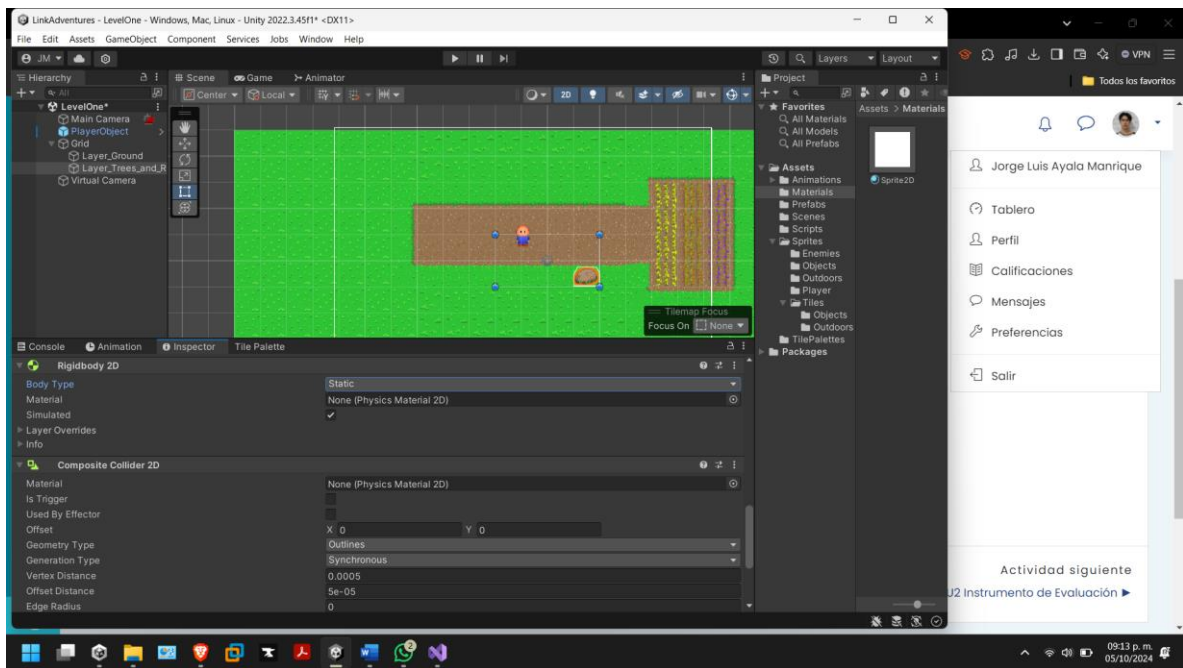 LinkAdventures - LevelOne - Windows, Mac, Linux - Unity 2022.3.45f1* <DX11>
File Edit Assets GameObject Component Services Jobs Window Help
JM
Layers
Layout
Hierarchy
All
LevelOne*
Main Camera
PlayerObject
Grid
Layer_Ground
Layer_Trees_and_R
Virtual Camera
Scene
Game
Animator
Center
Local
2D
Tilemap Focus
Focus On
None
Project
Favorites
All Materials
All Models
All Prefabs
Assets
Animations
Materials
Prefabs
Scenes
Scripts
Sprites
Enemies
Objects
Outdoors
Player
Tiles
Objects
Outdoors
TilePalettes
Packages
Assets > Materials
Sprite2D
Console
Animation
Inspector
Tile Palette
Rigidbody 2D
Body Type Static
Material None (Physics Material 2D)
Simulated
Layer Overrides
Info
Composite Collider 2D
Material None (Physics Material 2D)
Is Trigger
Used By Effector
Offset X 0 Y 0
Geometry Type Outlines
Generation Type Synchronous
Vertex Distance 0.0005
Offset Distance 5e-05
Edge Radius 0
VPN
Todos los favoritos
Jorge Luis Ayala Manrique
Tablero
Perfil
Calificaciones
Mensajes
Preferencias
Salir
Actividad siguiente
U2 Instrumento de Evaluación ►
2
09:13 p. m.
05/10/2024